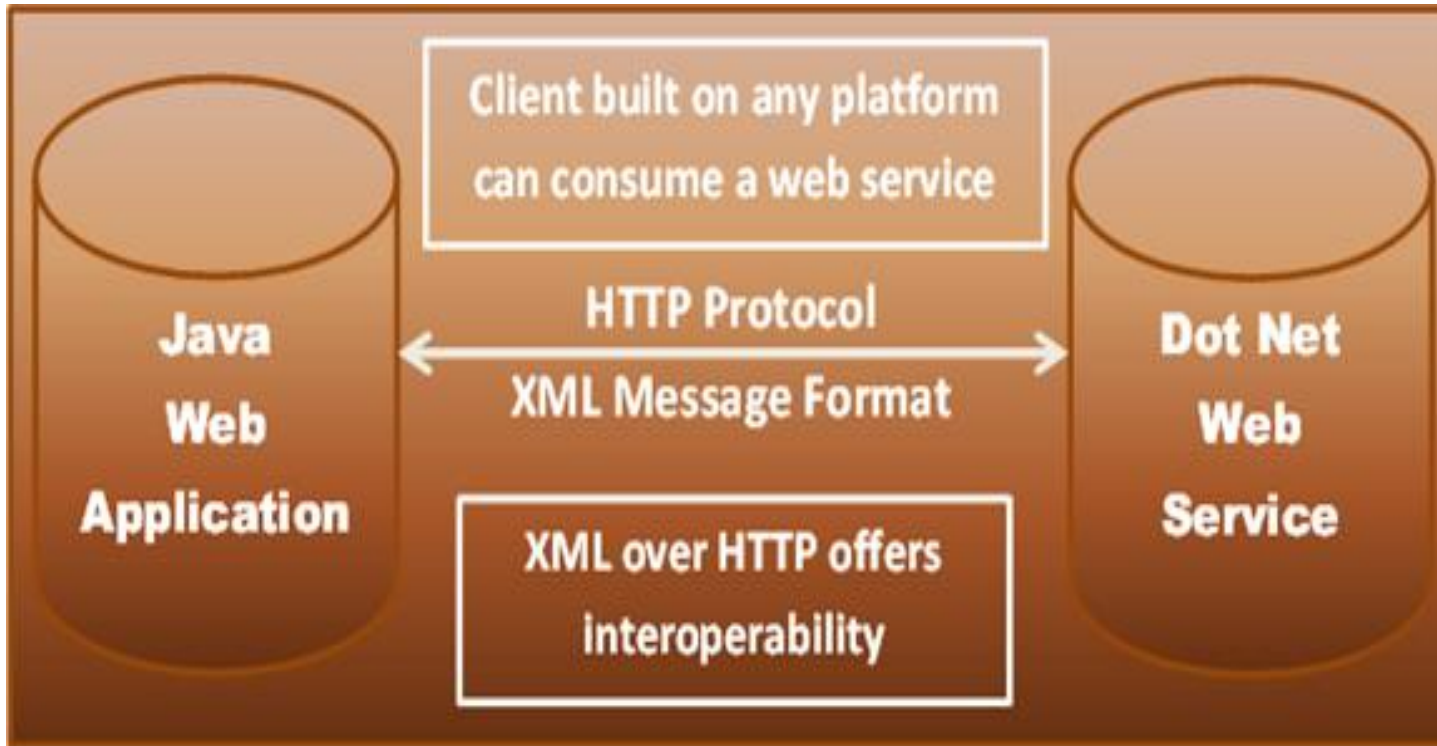 Client built on any platform
can consume a web service
Java
Web
Application
HTTP Protocol
XML Message Format
Dot Net
Web
Service
XML over HTTP offers
interoperability